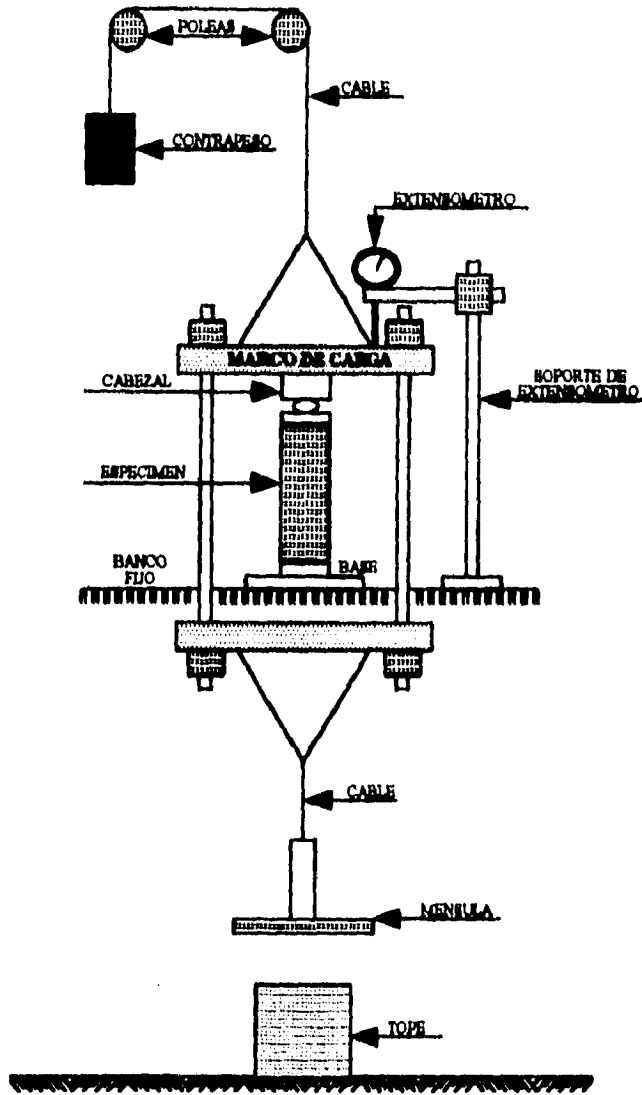 POLEAS
CABLE
CONTRAPESO
EXTENSOMETRO
MARCO DE CARGA
CABEZAL
SOPORTE DE
EXTENSOMETRO
ESPECIMEN
BANCO
FIJO
BASE
CABLE
MENSULA
TOPE